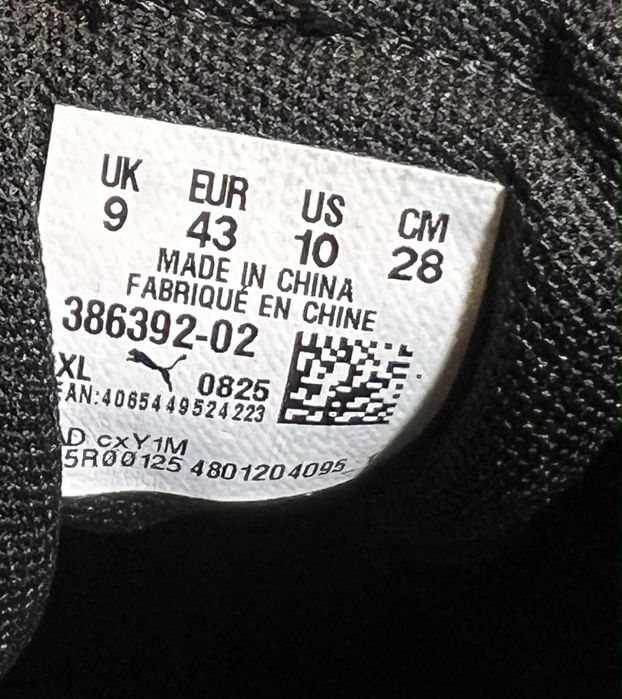 UK EUR US CM
9 43 10 28
MADE IN CHINA
FABRIQUÉ EN CHINE
386392-02
XL 0825
EAN:4065449524223
D cxY1M
5R00125 4801204095